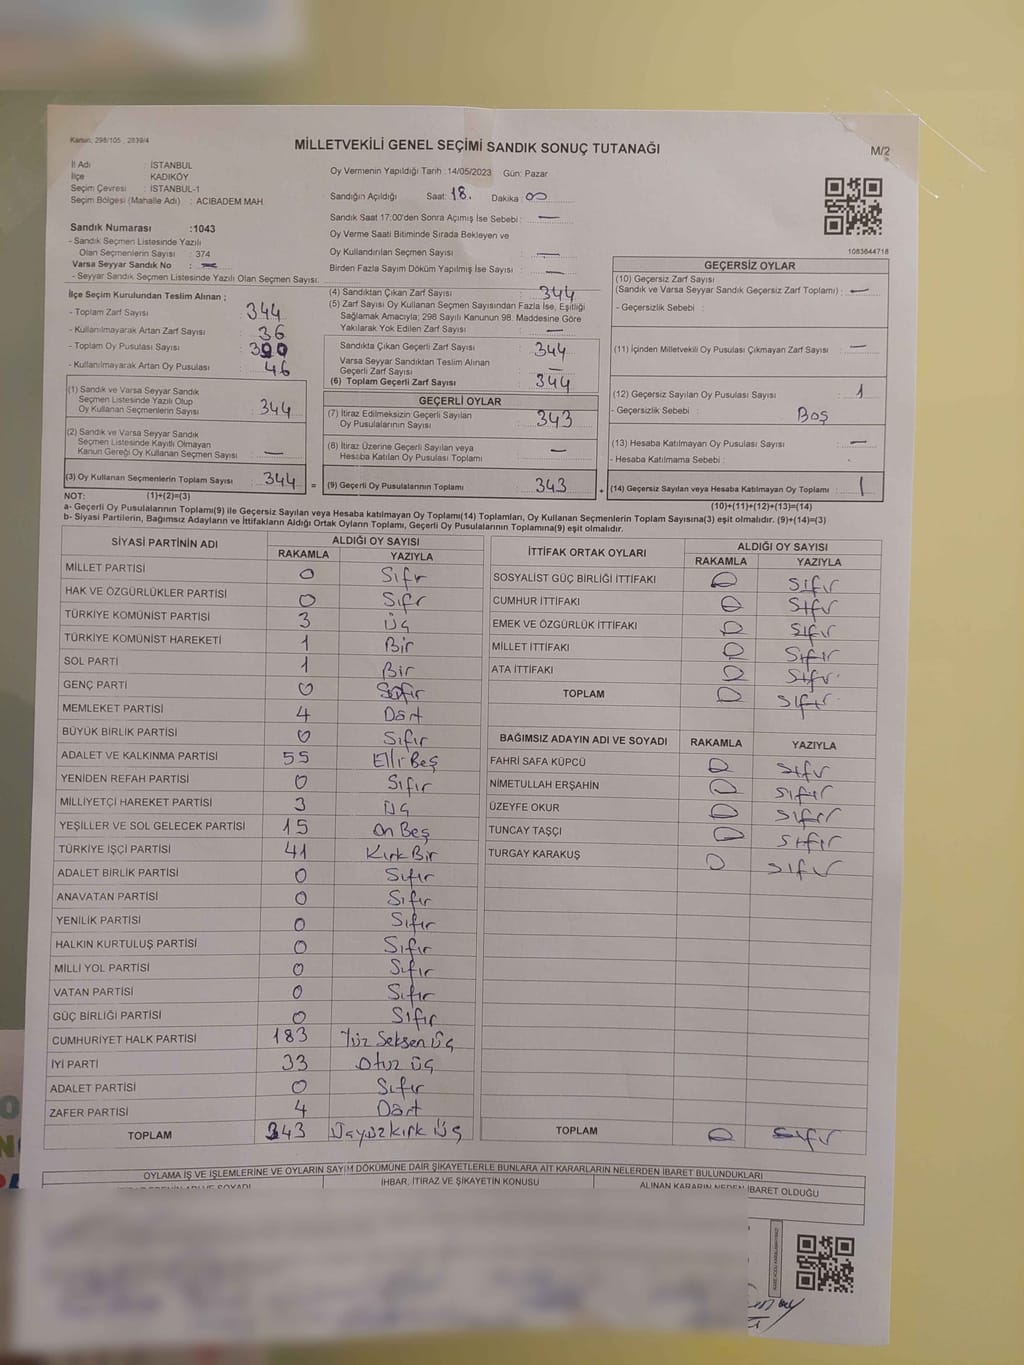 Kanun, 298/105 , 2839/4
MİLLETVEKİLİ GENEL SEÇİMİ SANDIK SONUÇ TUTANAĞI
M/2
İl Adı : İSTANBUL
İlçe : KADIKÖY
Seçim Çevresi : İSTANBUL-1
Seçim Bölgesi (Mahalle Adı) : ACIBADEM MAH.
Oy Vermenin Yapıldığı Tarih :14/05/2023 Gün: Pazar
Sandığın Açıldığı Saat: 18. Dakika: 00
Sandık Saat 17:00'den Sonra Açımış İse Sebebi : —
Oy Verme Saati Bitiminde Sırada Bekleyen ve
Oy Kullandırılan Seçmen Sayısı : —
Birden Fazla Sayım Döküm Yapılmış İse Sayısı : —
Sandık Numarası :1043
- Sandık Seçmen Listesinde Yazılı
Olan Seçmenlerin Sayısı : 374
Varsa Seyyar Sandık No : —
- Seyyar Sandık Seçmen Listesinde Yazılı Olan Seçmen Sayısı:
İlçe Seçim Kurulundan Teslim Alınan ;
- Toplam Zarf Sayısı : 344
- Kullanılmayarak Artan Zarf Sayısı : 36
- Toplam Oy Pusulası Sayısı :
- Kullanılmayarak Artan Oy Pusulası : 46
(1) Sandık ve Varsa Seyyar Sandık
Seçmen Listesinde Yazılı Olup
Oy Kullanan Seçmenlerin Sayısı : 344
(2) Sandık ve Varsa Seyyar Sandık
Seçmen Listesinde Kayıtlı Olmayan
Kanun Gereği Oy Kullanan Seçmen Sayısı : —
(3) Oy Kullanan Seçmenlerin Toplam Sayısı : 344
(4) Sandıktan Çıkan Zarf Sayısı : 344
(5) Zarf Sayısı Oy Kullanan Seçmen Sayısından Fazla İse, Eşitliği
Sağlamak Amacıyla; 298 Sayılı Kanunun 98. Maddesine Göre
Yakılarak Yok Edilen Zarf Sayısı : —
Sandıkta Çıkan Geçerli Zarf Sayısı : 344
Varsa Seyyar Sandıktan Teslim Alınan
Geçerli Zarf Sayısı : —
(6) Toplam Geçerli Zarf Sayısı : 344
GEÇERLİ OYLAR
(7) İtiraz Edilmeksizin Geçerli Sayılan
Oy Pusulalarının Sayısı : 343
(8) İtiraz Üzerine Geçerli Sayılan veya
Hesaba Katılan Oy Pusulası Toplamı : —
= (9) Geçerli Oy Pusulalarının Toplamı : 343
1083644718
GEÇERSİZ OYLAR
(10) Geçersiz Zarf Sayısı
(Sandık ve Varsa Seyyar Sandık Geçersiz Zarf Toplamı) : —
- Geçersizlik Sebebi :
(11) İçinden Milletvekili Oy Pusulası Çıkmayan Zarf Sayısı : —
(12) Geçersiz Sayılan Oy Pusulası Sayısı : 1
- Geçersizlik Sebebi : Boş
(13) Hesaba Katılmayan Oy Pusulası Sayısı : —
- Hesaba Katılmama Sebebi :
+ (14) Geçersiz Sayılan veya Hesaba Katılmayan Oy Toplamı : 1
NOT: (1)+(2)=(3)
(10)+(11)+(12)+(13)=(14)
a- Geçerli Oy Pusulalarının Toplamı(9) ile Geçersiz Sayılan veya Hesaba katılmayan Oy Toplamı(14) Toplamları, Oy Kullanan Seçmenlerin Toplam Sayısına(3) eşit olmalıdır. (9)+(14)=(3)
b- Siyasi Partilerin, Bağımsız Adayların ve İttifakların Aldığı Ortak Oyların Toplamı, Geçerli Oy Pusulalarının Toplamına(9) eşit olmalıdır.
SİYASİ PARTİNİN ADI ALDIĞI OY SAYISI
RAKAMLA YAZIYLA
MİLLET PARTİSİ 0 Sıfır
HAK VE ÖZGÜRLÜKLER PARTİSİ 0 Sıfır
TÜRKİYE KOMÜNİST PARTİSİ 3 Üç
TÜRKİYE KOMÜNİST HAREKETİ 1 Bir
SOL PARTİ 1 Bir
GENÇ PARTİ 0 Sıfır
MEMLEKET PARTİSİ 4 Dört
BÜYÜK BİRLİK PARTİSİ 0 Sıfır
ADALET VE KALKINMA PARTİSİ 55 Elli Beş
YENİDEN REFAH PARTİSİ 0 Sıfır
MİLLİYETÇİ HAREKET PARTİSİ 3 Üç
YEŞİLLER VE SOL GELECEK PARTİSİ 15 On Beş
TÜRKİYE İŞÇİ PARTİSİ 41 Kırk Bir
ADALET BİRLİK PARTİSİ 0 Sıfır
ANAVATAN PARTİSİ 0 Sıfır
YENİLİK PARTİSİ 0 Sıfır
HALKIN KURTULUŞ PARTİSİ 0 Sıfır
MİLLİ YOL PARTİSİ 0 Sıfır
VATAN PARTİSİ 0 Sıfır
GÜÇ BİRLİĞİ PARTİSİ 0 Sıfır
CUMHURİYET HALK PARTİSİ 183 Yüz Seksen Üç
İYİ PARTİ 33 Otuz Üç
ADALET PARTİSİ 0 Sıfır
ZAFER PARTİSİ 4 Dört
TOPLAM 343 Üçyüzkırk Üç
İTTİFAK ORTAK OYLARI ALDIĞI OY SAYISI
RAKAMLA YAZIYLA
SOSYALİST GÜÇ BİRLİĞİ İTTİFAKI 0 Sıfır
CUMHUR İTTİFAKI 0 Sıfır
EMEK VE ÖZGÜRLÜK İTTİFAKI 0 Sıfır
MİLLET İTTİFAKI 0 Sıfır
ATA İTTİFAKI 0 Sıfır
TOPLAM 0 Sıfır
BAĞIMSIZ ADAYIN ADI VE SOYADI RAKAMLA YAZIYLA
FAHRİ SAFA KÜPCÜ 0 Sıfır
NİMETULLAH ERŞAHİN 0 Sıfır
ÜZEYFE OKUR 0 Sıfır
TUNCAY TAŞÇI 0 Sıfır
TURGAY KARAKUŞ 0 Sıfır
TOPLAM 0 Sıfır
OYLAMA İŞ VE İŞLEMLERİNE VE OYLARIN SAYIM DÖKÜMÜNE DAİR ŞİKAYETLERLE BUNLARA AİT KARARLARIN NELERDEN İBARET BULUNDUKLARI
İHBAR, İTİRAZ VE ŞİKAYETİN KONUSU ALINAN KARARIN NEDEN İBARET OLDUĞU